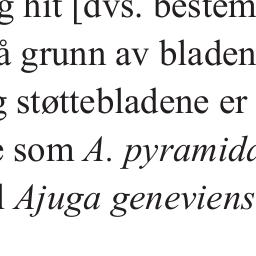 g hit [dvs. bestem
å grunn av bladen
g støttebladene er
e som A. pyramida
l Ajuga geneviens